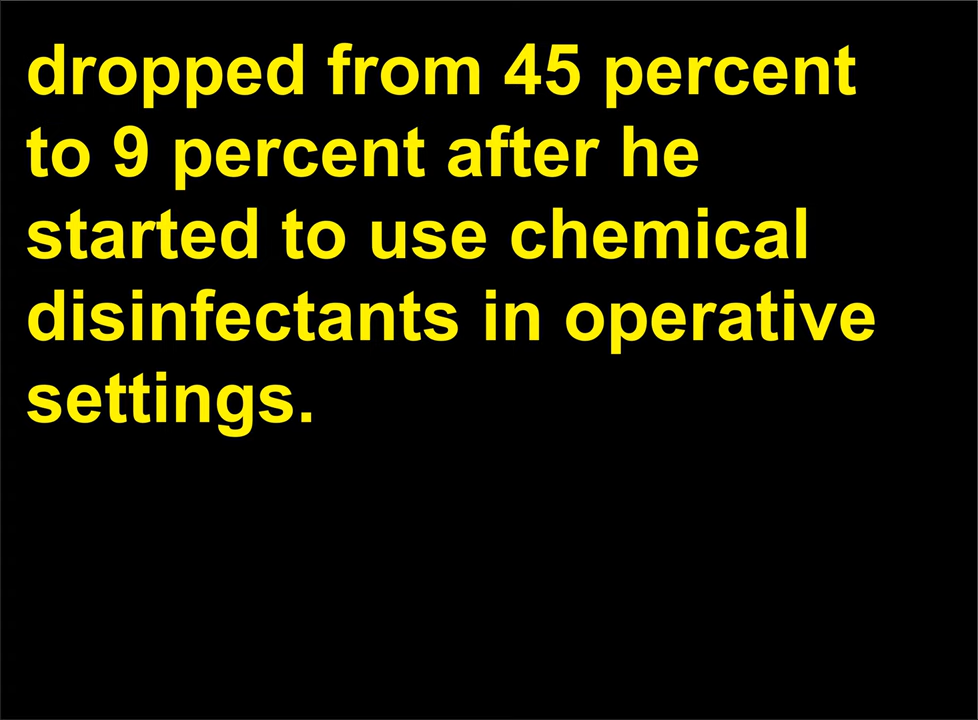 dropped from 45 percent
to 9 percent after he
started to use chemical
disinfectants in operative
settings.